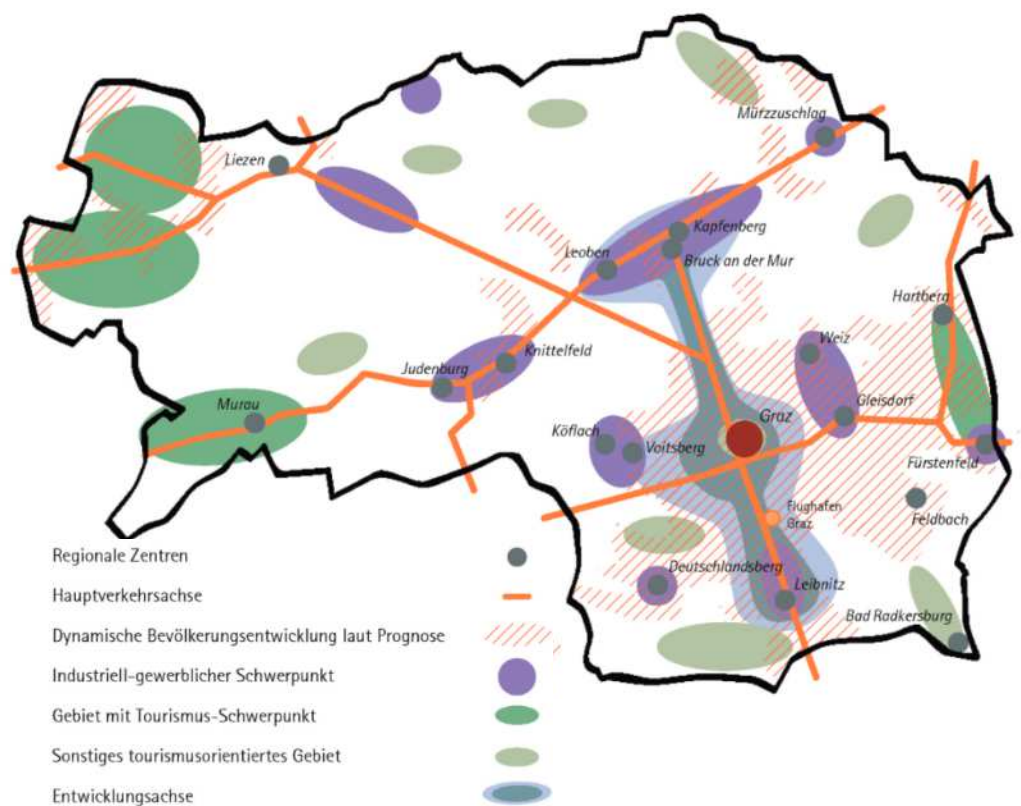 Mürzzuschlag
Liezen
Kapfenberg
Leoben
Bruck an der Mur
Hartberg
Weiz
Knittelfeld
Judenburg
Murau
Gleisdorf
Graz
Köflach
Voitsberg
Fürstenfeld
Flughafen
Graz
Feldbach
Deutschlandsberg
Leibnitz
Bad Radkersburg
Regionale Zentren
Hauptverkehrsachse
Dynamische Bevölkerungsentwicklung laut Prognose
Industriell-gewerblicher Schwerpunkt
Gebiet mit Tourismus-Schwerpunkt
Sonstiges tourismusorientiertes Gebiet
Entwicklungsachse